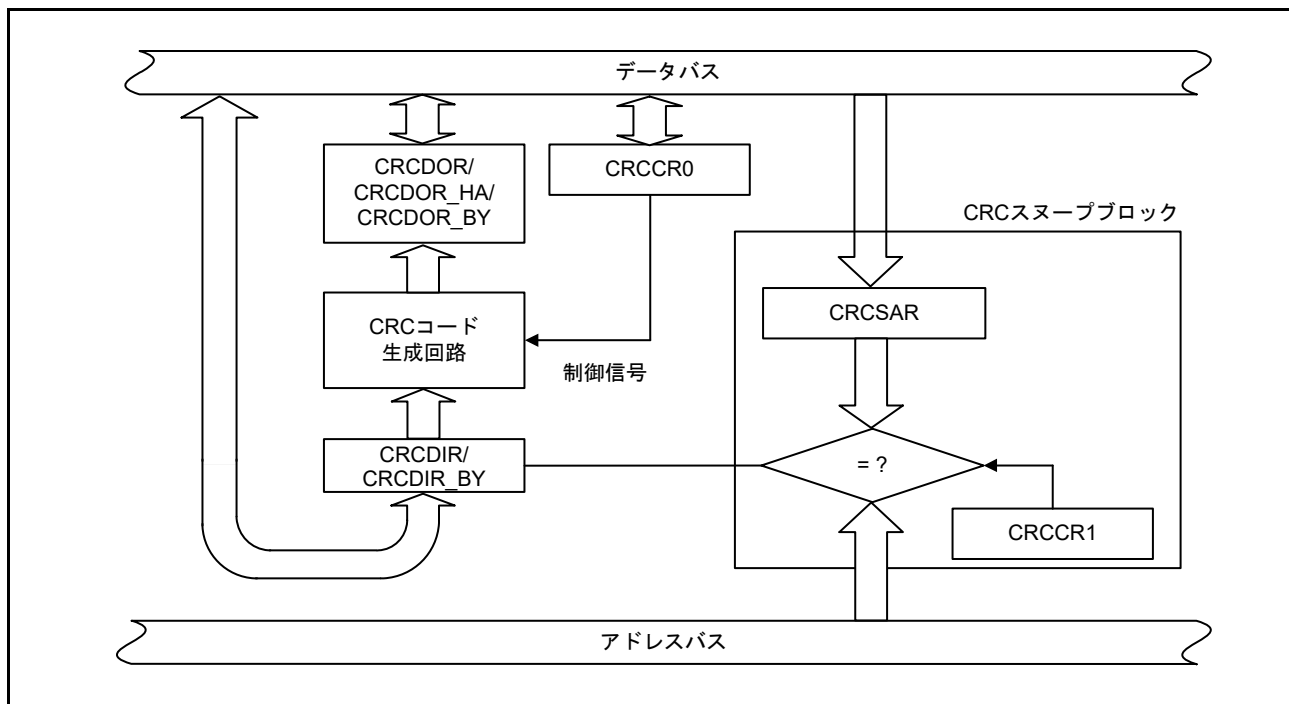 データバス
CRCDOR/
CRCDOR_HA/
CRCDOR_BY
CRCCR0
CRCスヌープブロック
CRCSAR
CRCコード
生成回路
制御信号
CRCDIR/
CRCDIR_BY
= ?
CRCCR1
アドレスバス